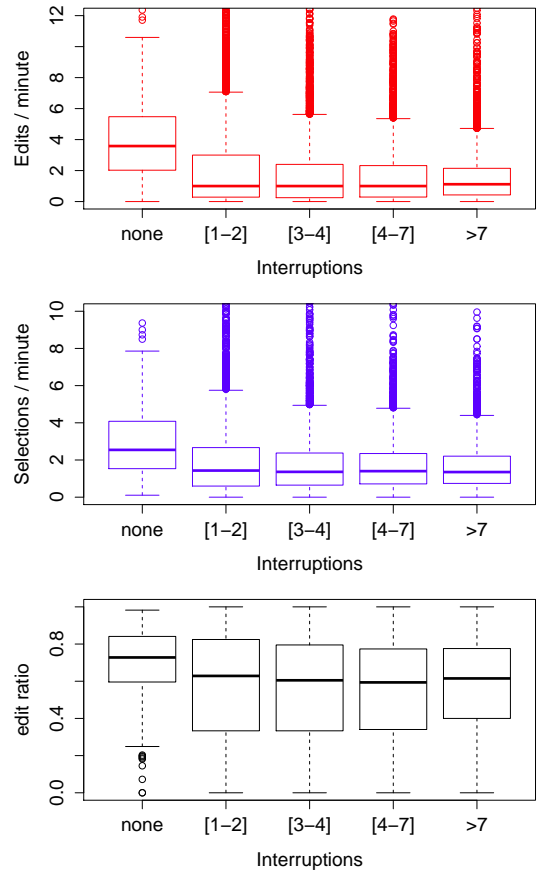 Edits / minute
12
10
8
6
4
2
0
none [1−2] [3−4] [4−7] >7
Interruptions
Selections / minute
10
8
6
4
2
0
none [1−2] [3−4] [4−7] >7
Interruptions
edit ratio
0.8
0.4
0.0
none [1−2] [3−4] [4−7] >7
Interruptions